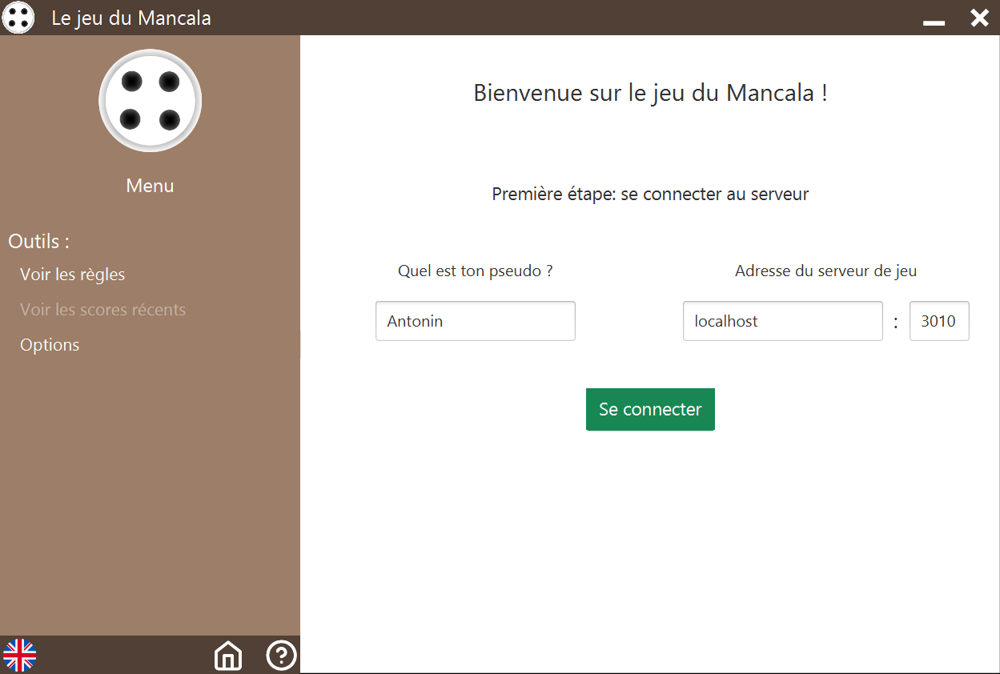 Le jeu du Mancala
Menu
Outils :
Voir les règles
Voir les scores récents
Options
Bienvenue sur le jeu du Mancala !
Première étape: se connecter au serveur
Quel est ton pseudo ?
Antonin
Adresse du serveur de jeu
localhost : 3010
Se connecter